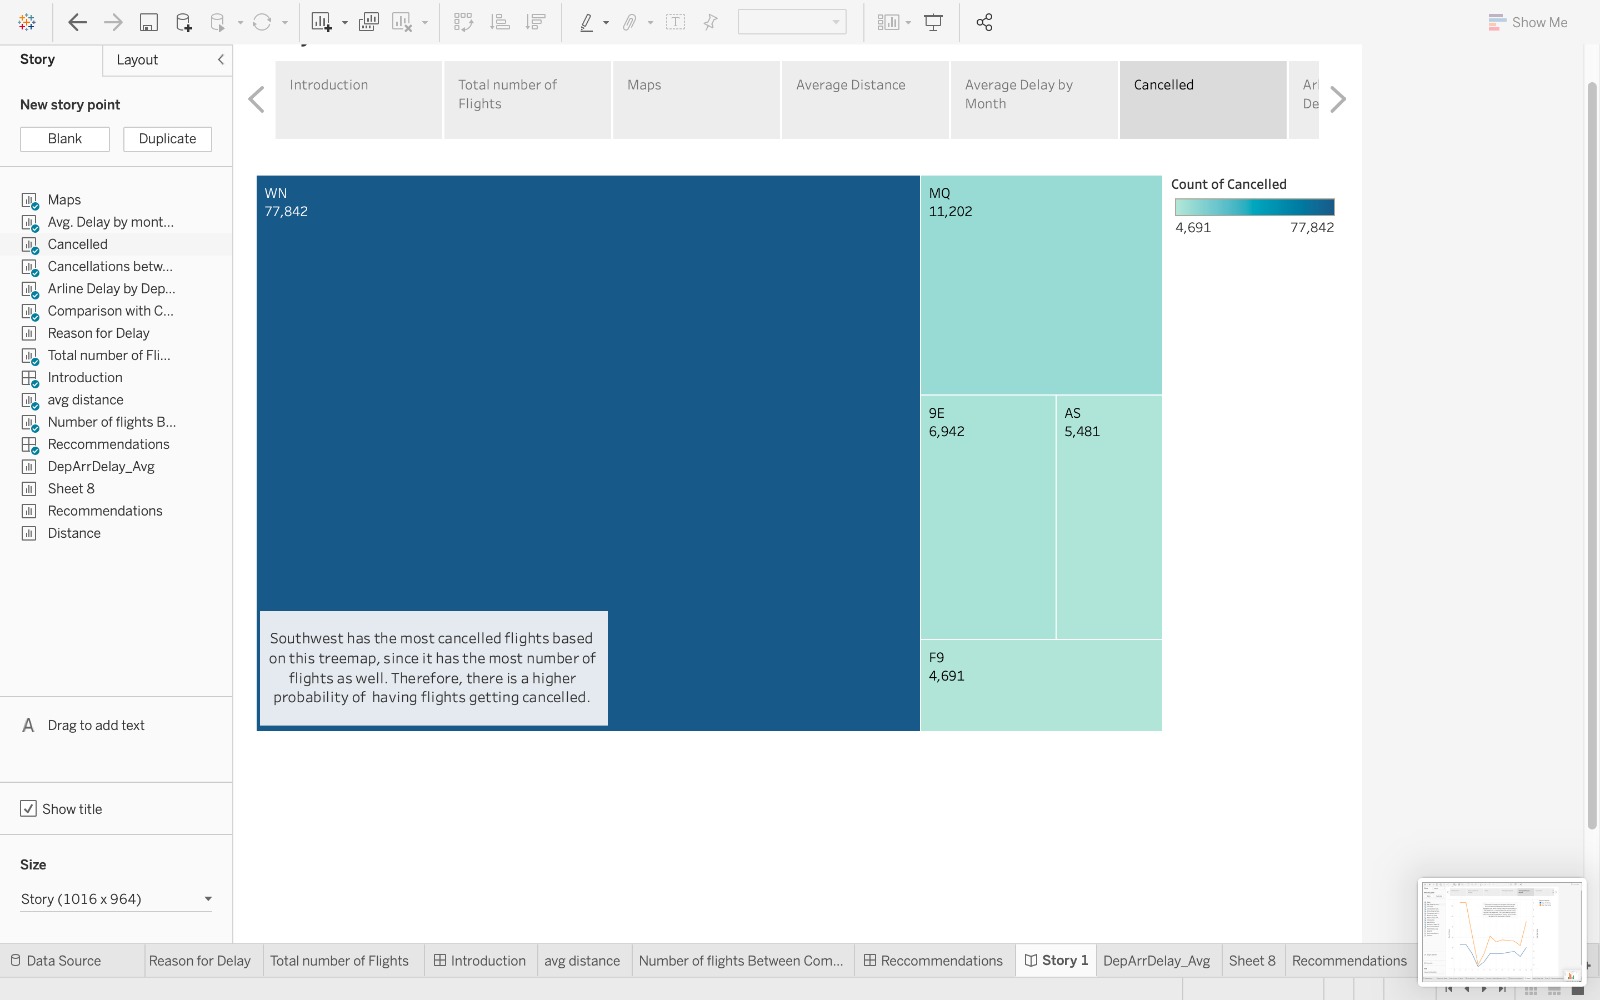 Show Me
Story
Layout
New story point
Blank
Duplicate
Maps
Avg. Delay by mont...
Cancelled
Cancellations betw...
Arline Delay by Dep...
Comparison with C...
Reason for Delay
Total number of Fli...
Introduction
avg distance
Number of flights B...
Reccommendations
DepArrDelay_Avg
Sheet 8
Recommendations
Distance
A Drag to add text
Show title
Size
Story (1016 x 964)
Introduction
Total number of
Flights
Maps
Average Distance
Average Delay by
Month
Cancelled
WN
77,842
MQ
11,202
9E
6,942
AS
5,481
F9
4,691
Southwest has the most cancelled flights based
on this treemap, since it has the most number of
flights as well. Therefore, there is a higher
probability of having flights getting cancelled.
Count of Cancelled
4,691
77,842
Data Source
Reason for Delay
Total number of Flights
Introduction
avg distance
Number of flights Between Com...
Reccommendations
Story 1
DepArrDelay_Avg
Sheet 8
Recommendations